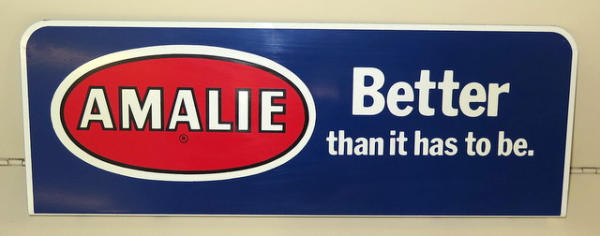 AMALIE
®
Better
than it has to be.